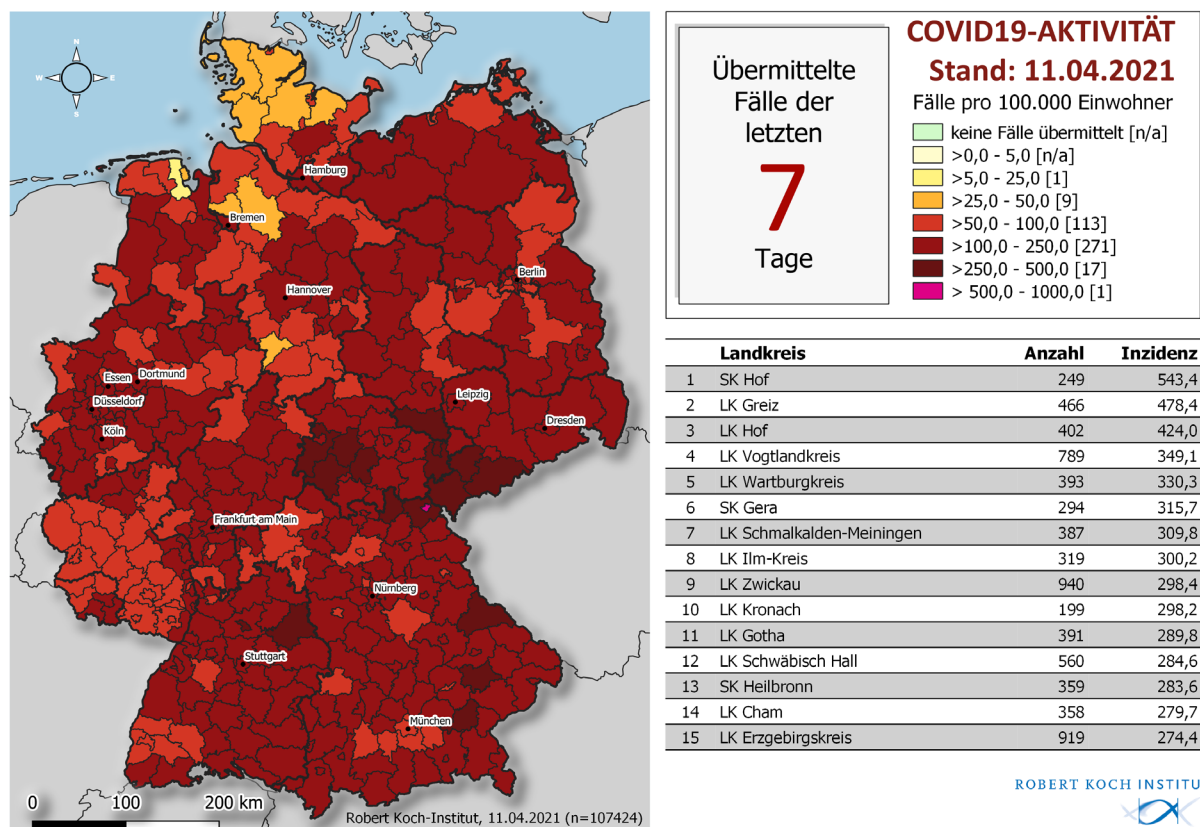 N
W
E
S
Hamburg
Bremen
Berlin
Hannover
Essen
Dortmund
Düsseldorf
Köln
Leipzig
Dresden
Frankfurt am Main
Nürnberg
Stuttgart
München
0 100 200 km
Robert Koch-Institut, 11.04.2021 (n=107424)
Übermittelte
Fälle der
letzten
7
Tage
COVID19-AKTIVITÄT
Stand: 11.04.2021
Fälle pro 100.000 Einwohner
keine Fälle übermittelt [n/a]
>0,0 - 5,0 [n/a]
>5,0 - 25,0 [1]
>25,0 - 50,0 [9]
>50,0 - 100,0 [113]
>100,0 - 250,0 [271]
>250,0 - 500,0 [17]
> 500,0 - 1000,0 [1]
Landkreis Anzahl Inzidenz
1 SK Hof 249 543,4
2 LK Greiz 466 478,4
3 LK Hof 402 424,0
4 LK Vogtlandkreis 789 349,1
5 LK Wartburgkreis 393 330,3
6 SK Gera 294 315,7
7 LK Schmalkalden-Meiningen 387 309,8
8 LK Ilm-Kreis 319 300,2
9 LK Zwickau 940 298,4
10 LK Kronach 199 298,2
11 LK Gotha 391 289,8
12 LK Schwäbisch Hall 560 284,6
13 SK Heilbronn 359 283,6
14 LK Cham 358 279,7
15 LK Erzgebirgskreis 919 274,4
ROBERT KOCH INSTITU